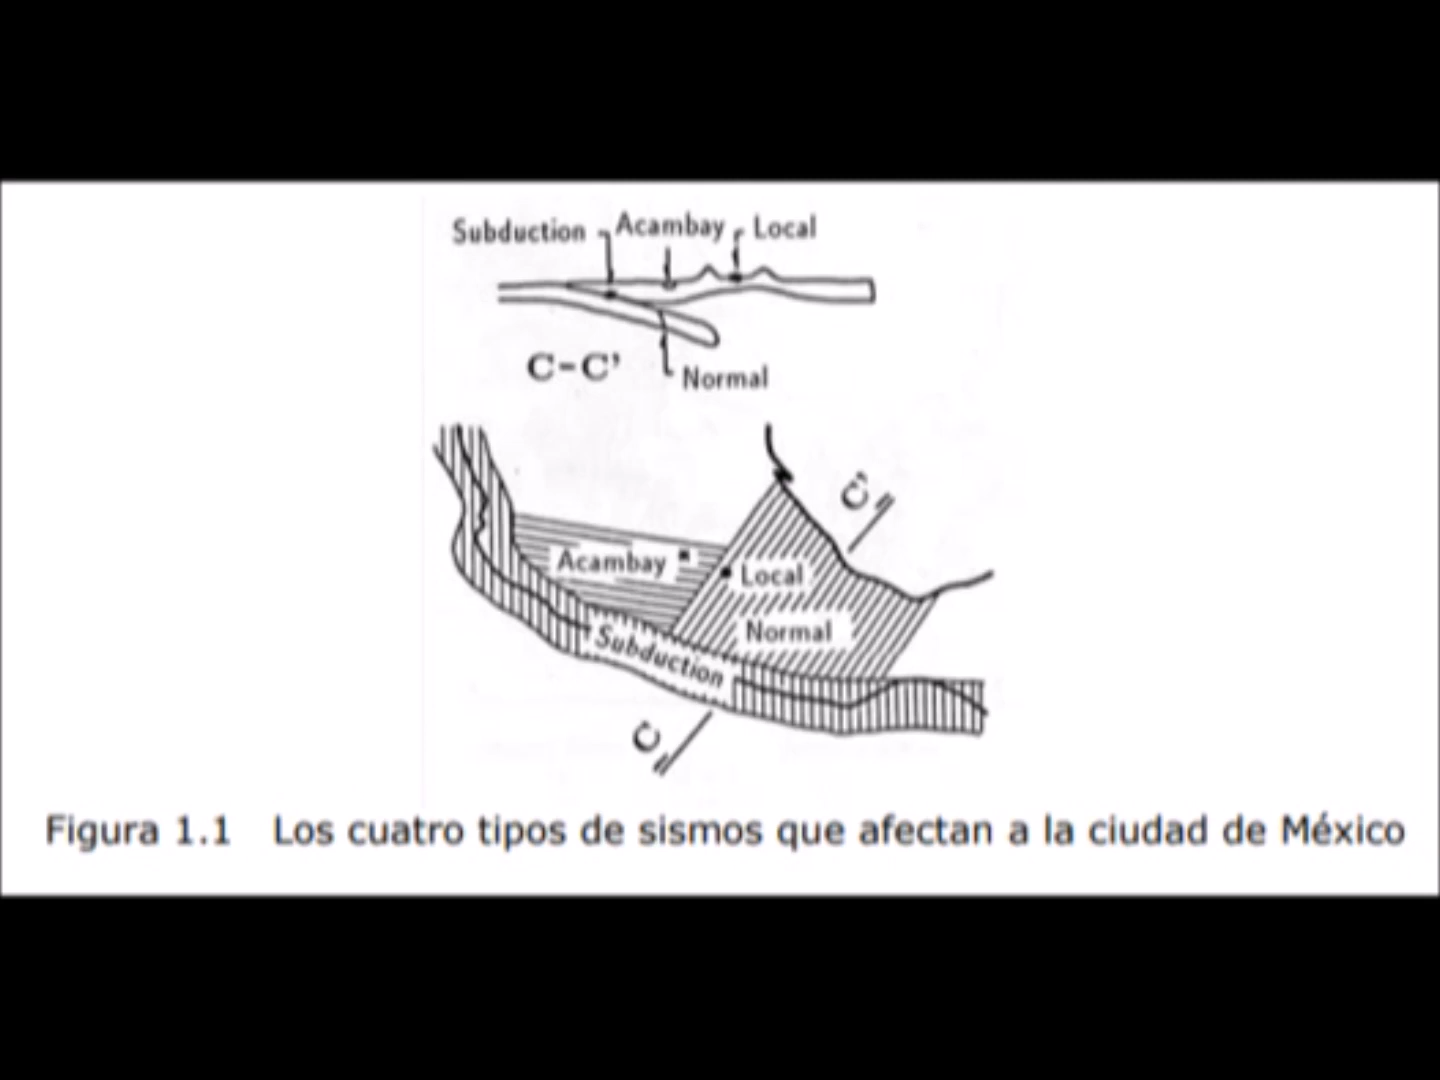 Subduction Acambay Local
C-C'
Normal
C'
Acambay
Local
Normal
Subduction
C
Figura 1.1 Los cuatro tipos de sismos que afectan a la ciudad de México